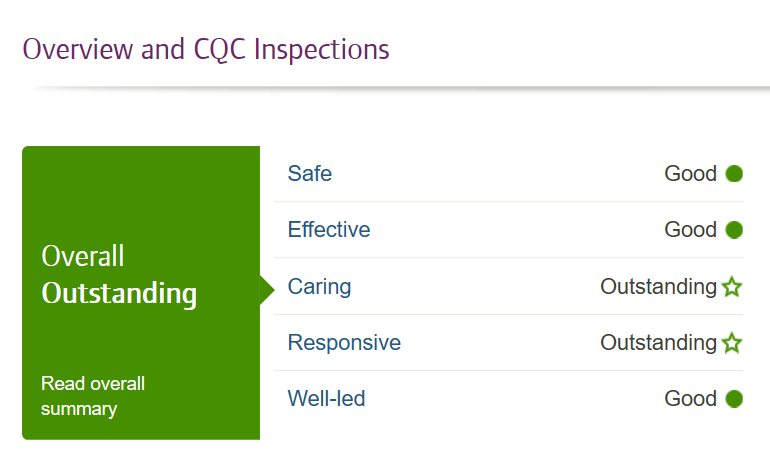 Overview and CQC Inspections
Overall
Outstanding
Read overall
summary
Safe Good
Effective Good
Caring Outstanding
Responsive Outstanding
Well-led Good